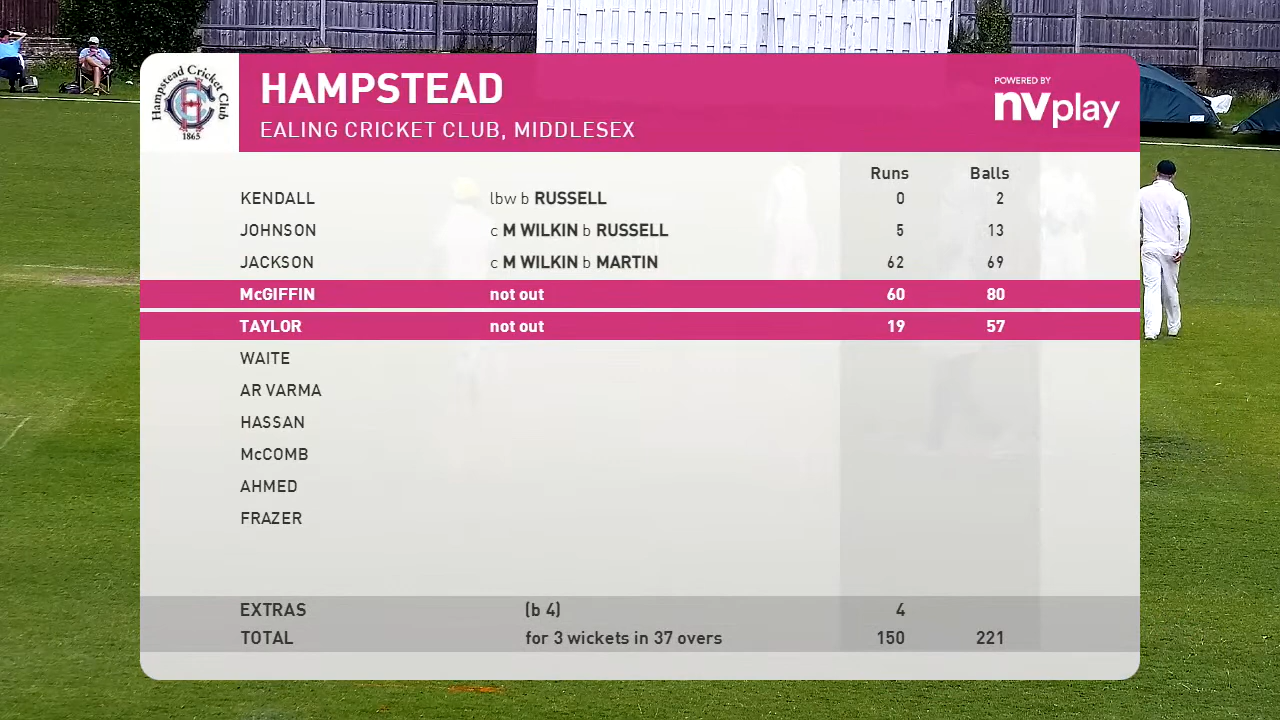 Hampstead Cricket Club
1865
HAMPSTEAD
EALING CRICKET CLUB, MIDDLESEX
POWERED BY
nvplay
Runs Balls
KENDALL lbw b RUSSELL 0 2
JOHNSON c M WILKIN b RUSSELL 5 13
JACKSON c M WILKIN b MARTIN 62 69
McGIFFIN not out 60 80
TAYLOR not out 19 57
WAITE
AR VARMA
HASSAN
McCOMB
AHMED
FRAZER
EXTRAS (b 4) 4
TOTAL for 3 wickets in 37 overs 150 221